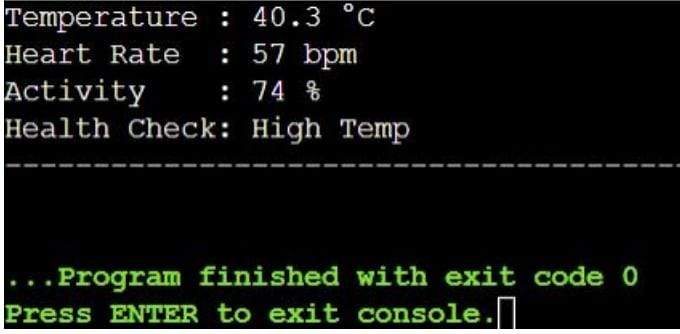 Temperature : 40.3 °C
Heart Rate  : 57 bpm
Activity    : 74 %
Health Check: High Temp
----------------------------------------
...Program finished with exit code 0
Press ENTER to exit console.